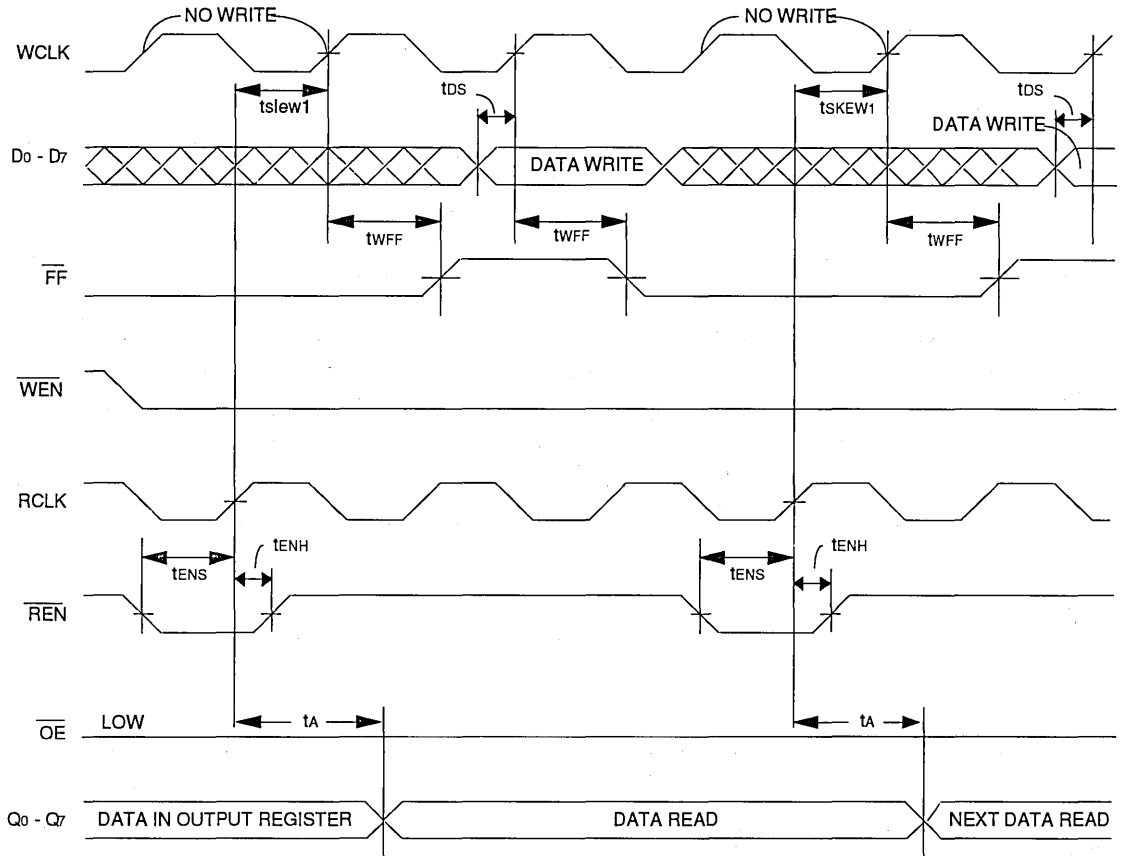 NO WRITE
NO WRITE
WCLK
tslew1
tDS
tSKEW1
tDS
DATA WRITE
D0 - D7
DATA WRITE
tWFF
tWFF
tWFF
FF
WEN
RCLK
tENS
tENH
tENS
tENH
REN
OE
LOW
tA
tA
Q0 - Q7
DATA IN OUTPUT REGISTER
DATA READ
NEXT DATA READ